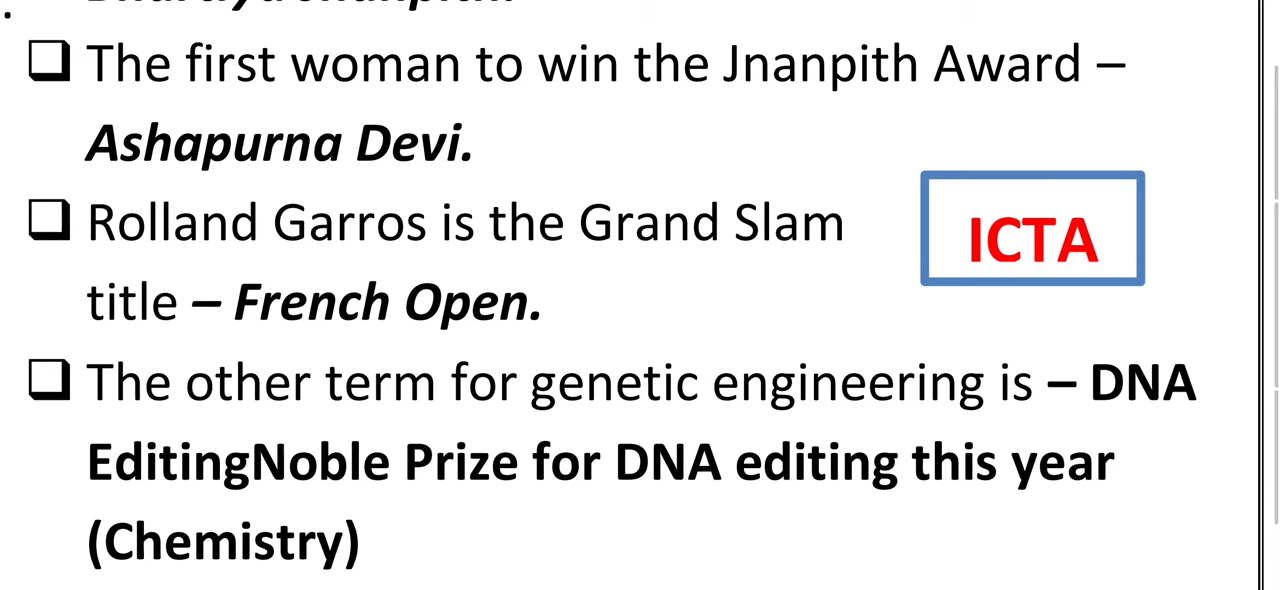 The first woman to win the Jnanpith Award –
Ashapurna Devi.
Rolland Garros is the Grand Slam
title – French Open.
ICTA
The other term for genetic engineering is – DNA
EditingNoble Prize for DNA editing this year
(Chemistry)